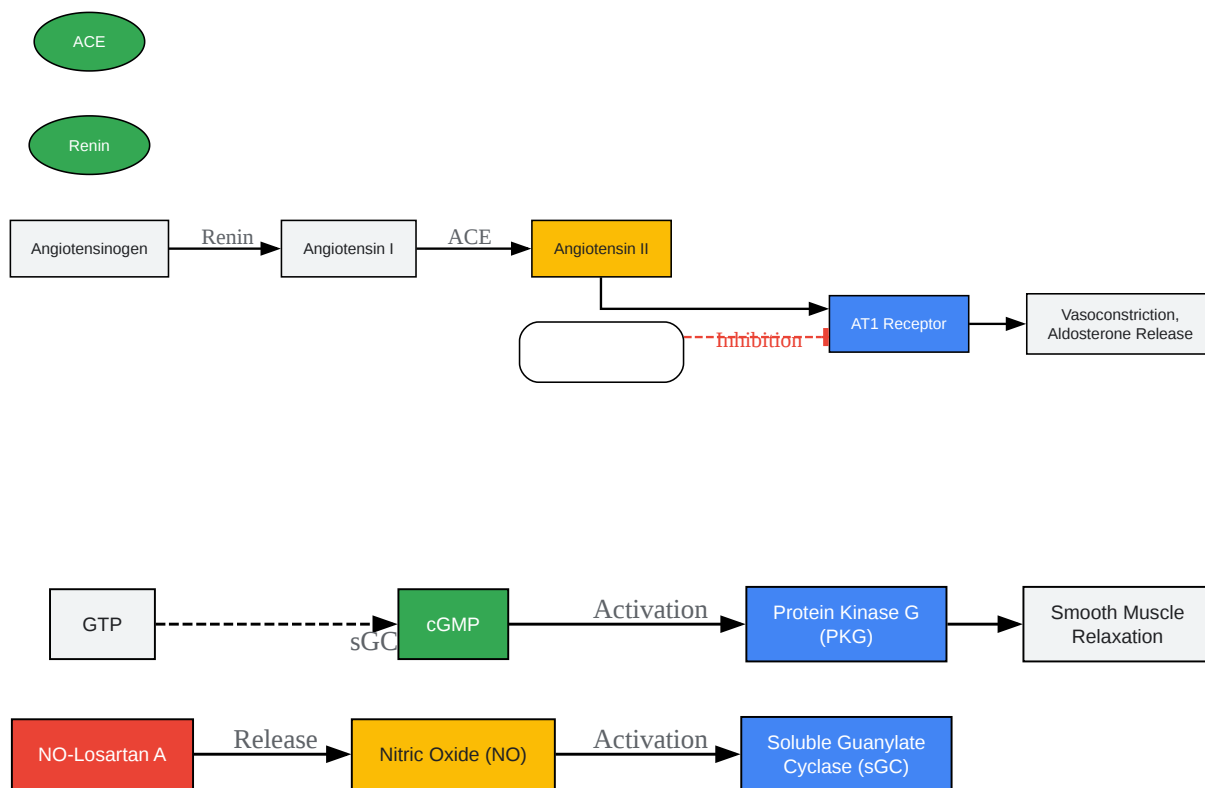 ACE
Renin
Angiotensinogen
Renin
Angiotensin I
ACE
Angiotensin II
Inhibition
AT1 Receptor
Vasoconstriction,
Aldosterone Release
GTP
sGC
cGMP
Activation
Protein Kinase G
(PKG)
Smooth Muscle
Relaxation
NO-Losartan A
Release
Nitric Oxide (NO)
Activation
Soluble Guanylate
Cyclase (sGC)